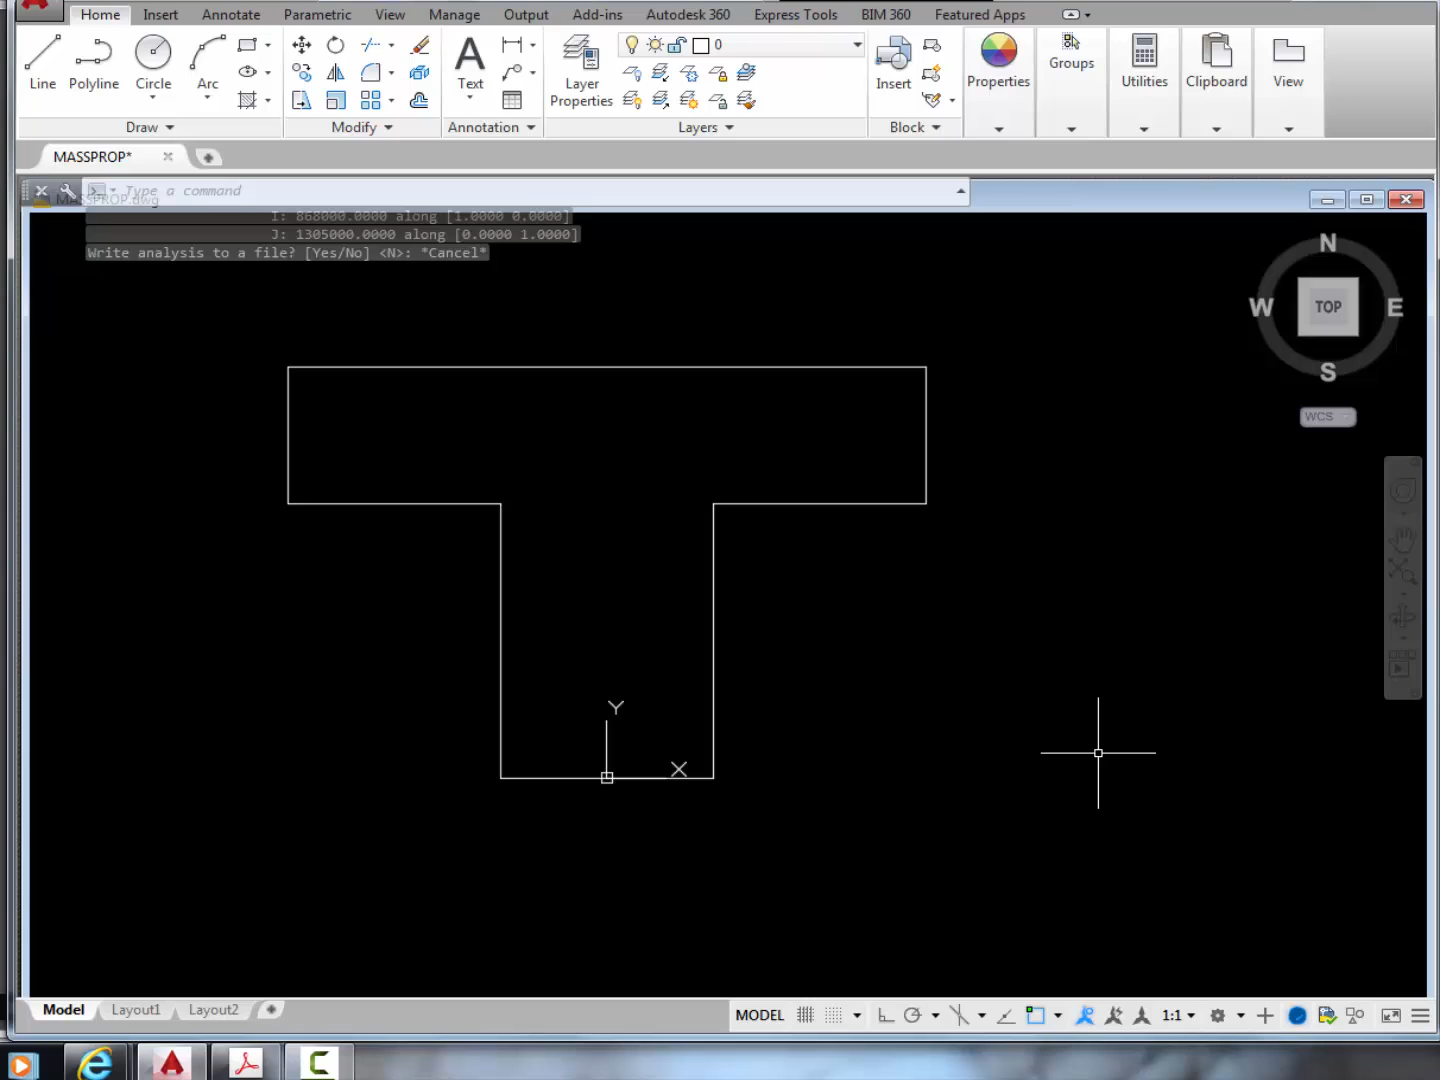 Home Insert Annotate Parametric View Manage Output Add-ins Autodesk 360 Express Tools BIM 360 Featured Apps
Line Polyline Circle Arc
A Text
Layer Properties
0
Insert
Properties
Groups
Utilities
Clipboard
View
Draw Modify Annotation Layers Block
MASSPROP*
Type a command
MASSPROP.dwg
I: 868000.0000 along [1.0000 0.0000]
J: 1305000.0000 along [0.0000 1.0000]
Write analysis to a file? [Yes/No] <N>: *Cancel*
N
W TOP E
S
WCS
Y
X
Model Layout1 Layout2
MODEL 1:1